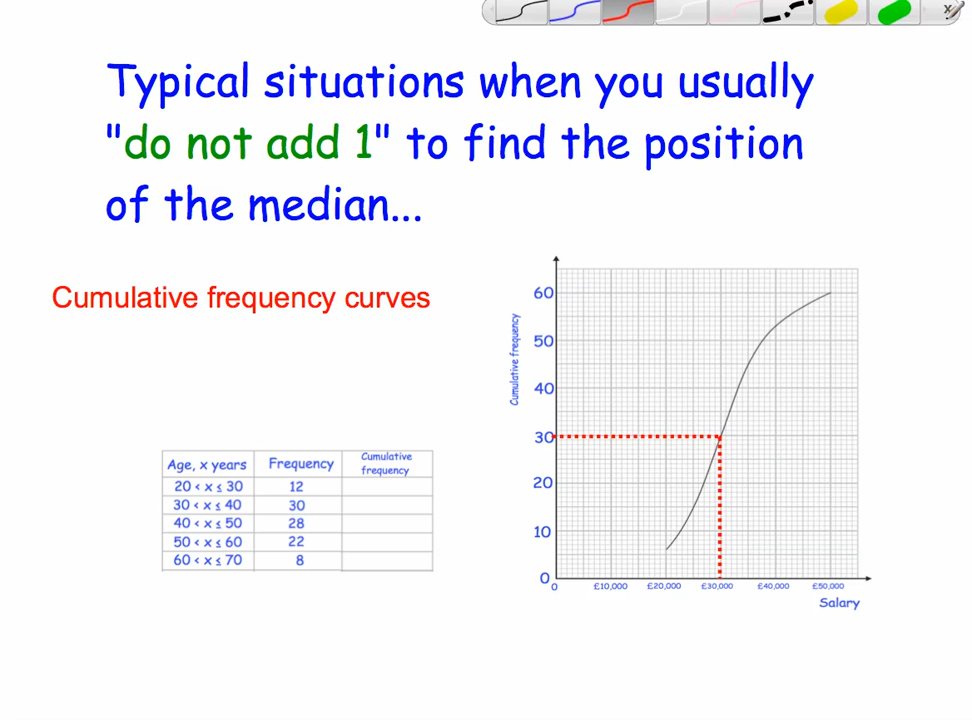 x
Typical situations when you usually
"do not add 1" to find the position
of the median...
Cumulative frequency curves
Age, x years Frequency Cumulative frequency
20 < x ≤ 30 12
30 < x ≤ 40 30
40 < x ≤ 50 28
50 < x ≤ 60 22
60 < x ≤ 70 8
Cumulative frequency
60
50
40
30
20
10
0
0 £10,000 £20,000 £30,000 £40,000 £50,000
Salary